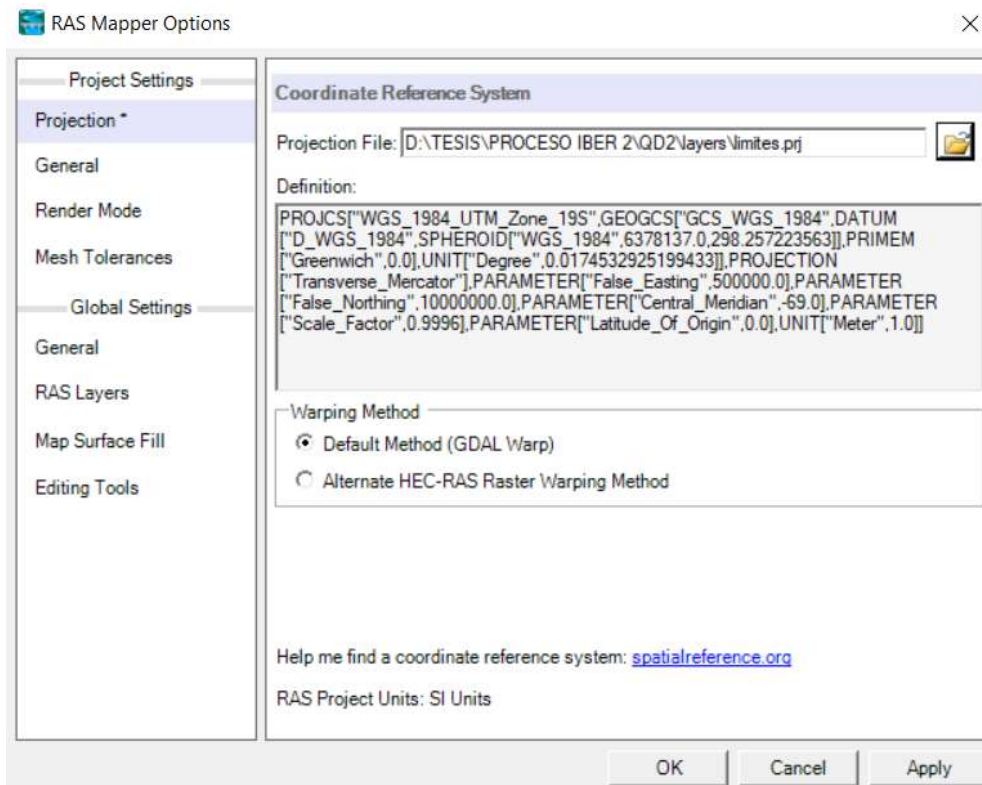 RAS Mapper Options
Project Settings
Projection *
General
Render Mode
Mesh Tolerances
Global Settings
General
RAS Layers
Map Surface Fill
Editing Tools
Coordinate Reference System
Projection File: D:\TESIS\PROCESO IBER 2\QD2\layers\limites.prj
Definition:
PROJCS["WGS_1984_UTM_Zone_19S",GEOGCS["GCS_WGS_1984",DATUM
["D_WGS_1984",SPHEROID["WGS_1984",6378137.0,298.257223563]],PRIMEM
["Greenwich",0.0],UNIT["Degree",0.0174532925199433]],PROJECTION
["Transverse_Mercator"],PARAMETER["False_Easting",500000.0],PARAMETER
["False_Northing",10000000.0],PARAMETER["Central_Meridian",-69.0],PARAMETER
["Scale_Factor",0.9996],PARAMETER["Latitude_Of_Origin",0.0],UNIT["Meter",1.0]]
Warping Method
Default Method (GDAL Warp)
Alternate HEC-RAS Raster Warping Method
Help me find a coordinate reference system: spatialreference.org
RAS Project Units: SI Units
OK
Cancel
Apply